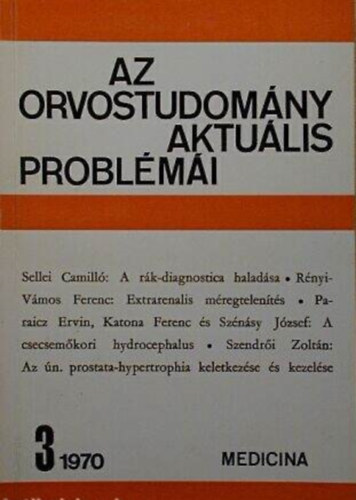 AZ
ORVOSTUDOMÁNY
AKTUÁLIS
PROBLÉMÁI
Sellei Camilló: A rák-diagnostica haladása • Rényi-
Vámos Ferenc: Extrarenalis méregtelenítés • Pa-
raicz Ervin, Katona Ferenc és Szénásy József: A
csecsemőkori hydrocephalus • Szendrői Zoltán:
Az ún. prostata-hypertrophia keletkezése és kezelése
3 1970
MEDICINA